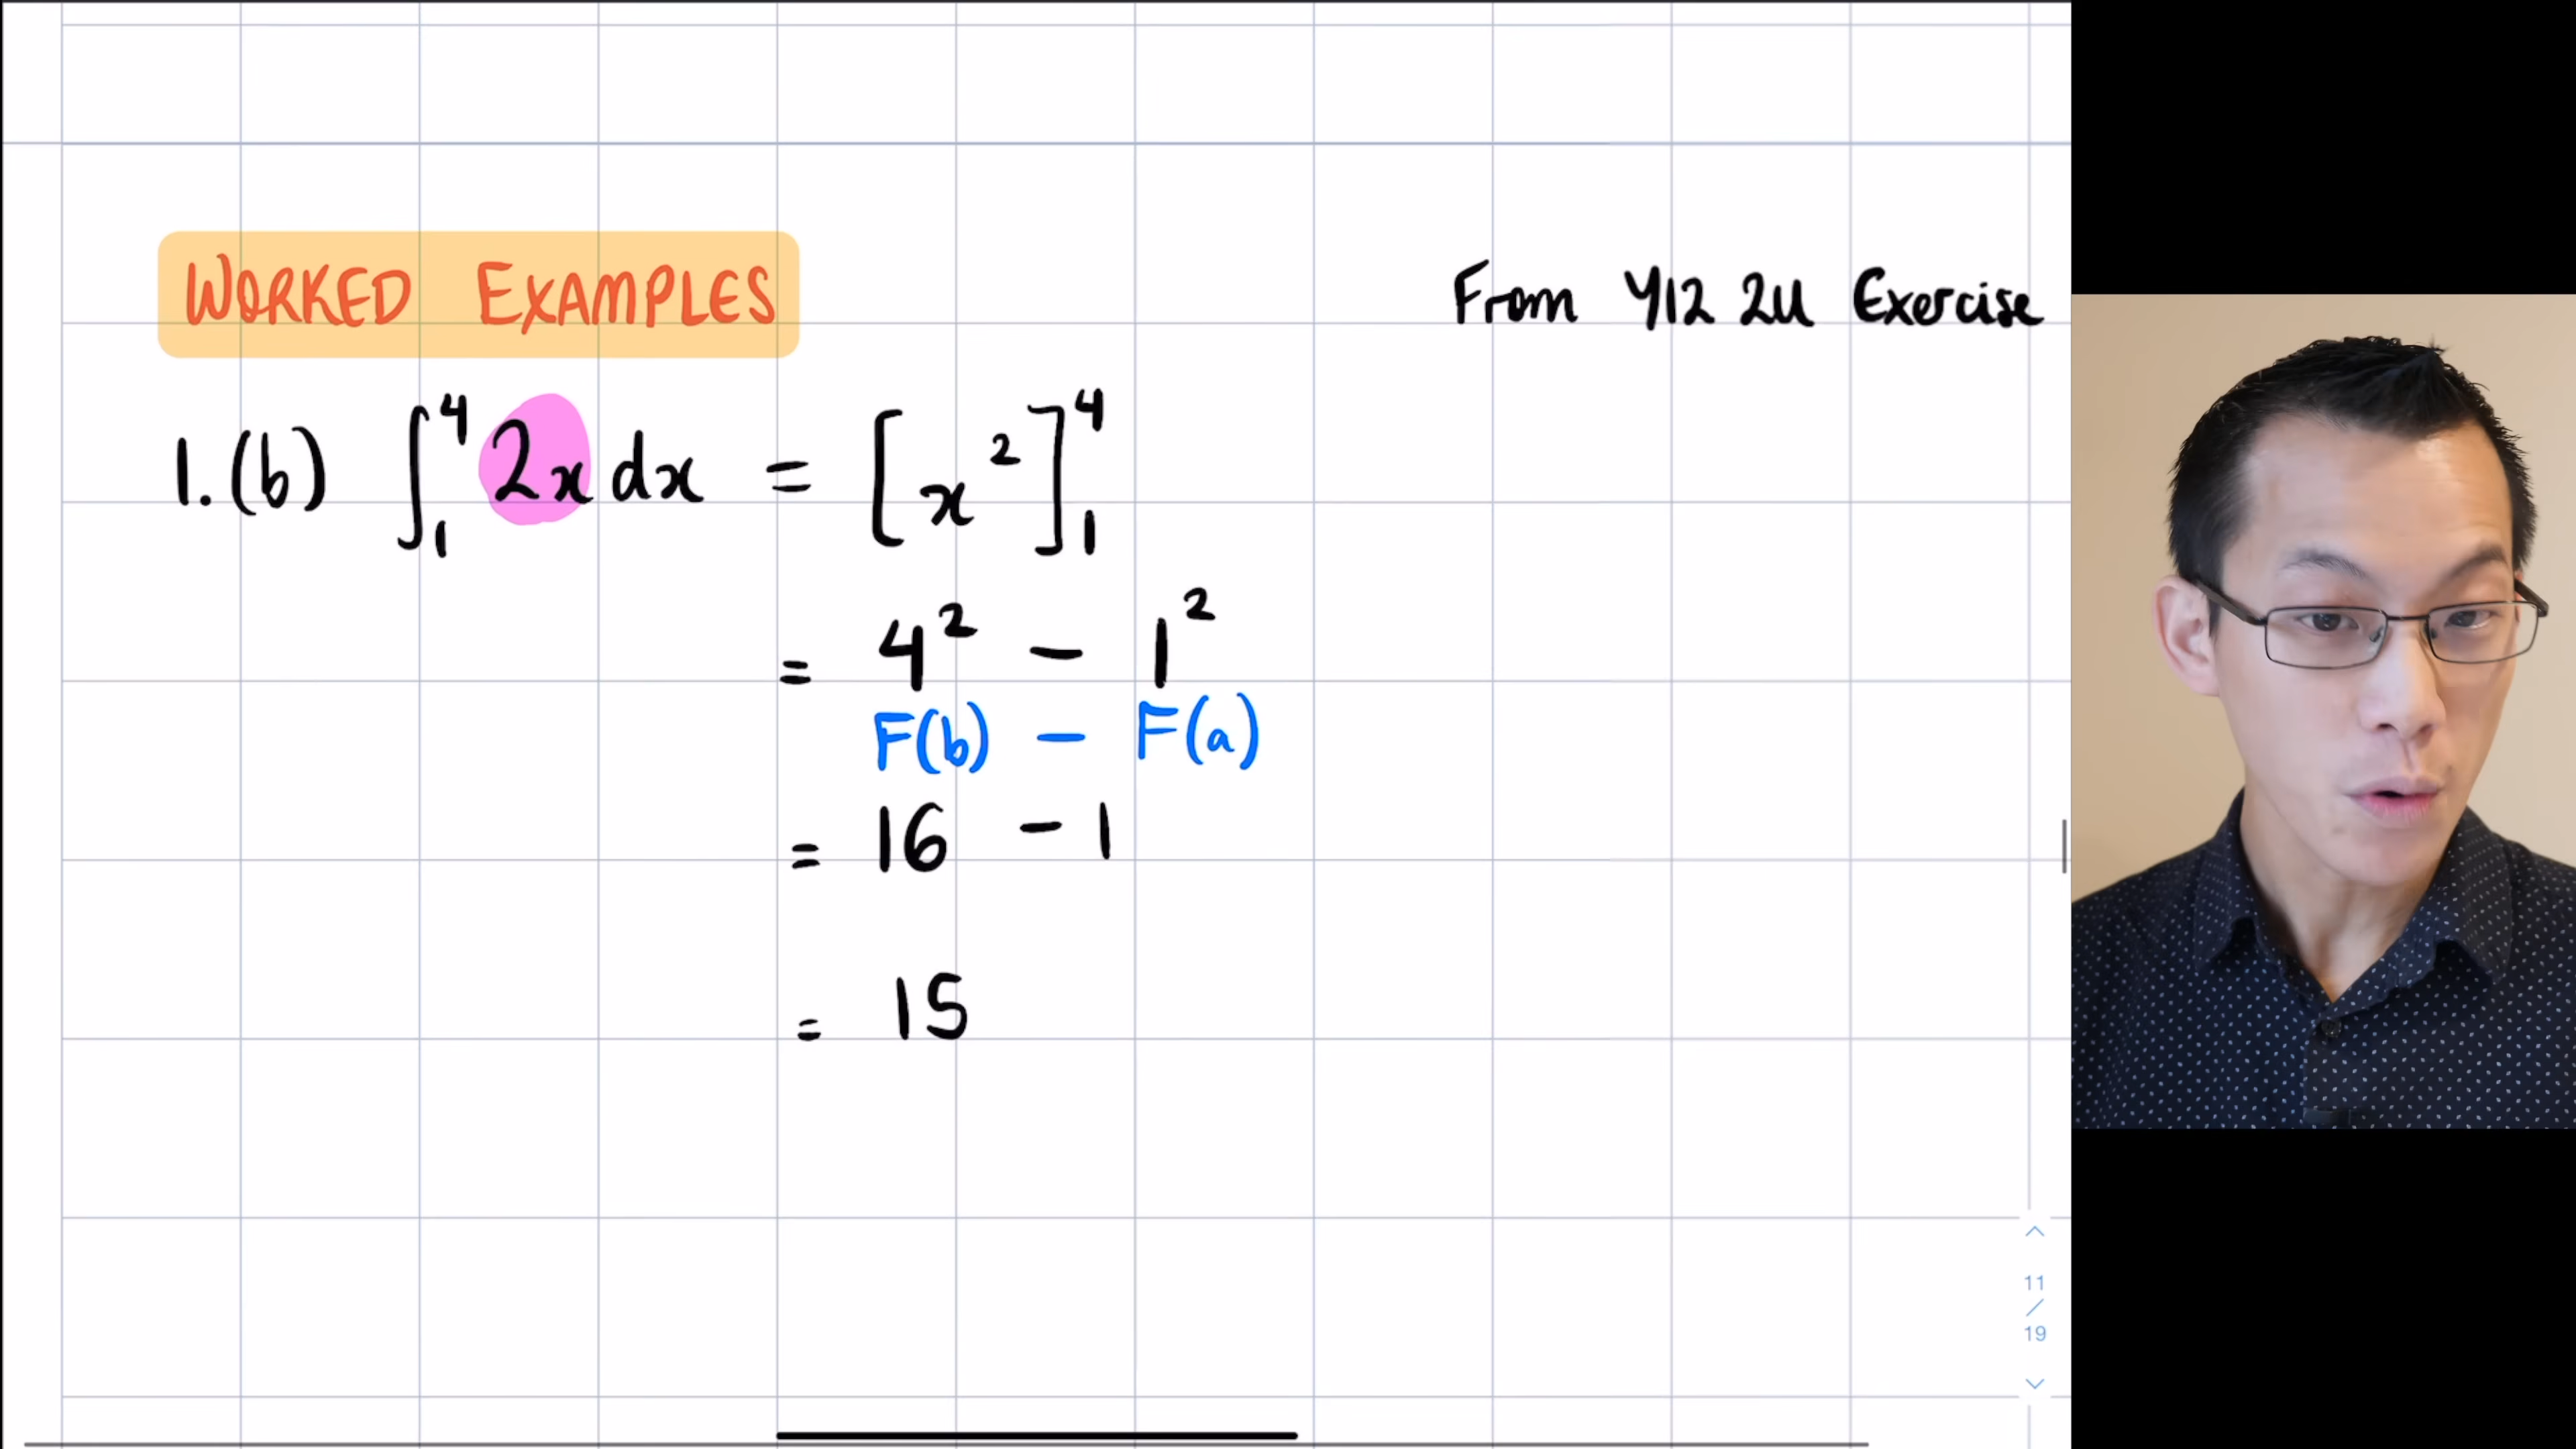 WORKED EXAMPLES
From Y12 2U Exercise
1.(b) ∫₁⁴ 2x dx = [x²]₁⁴
= 4² - 1²
F(b) - F(a)
= 16 - 1
= 15
11
/
19